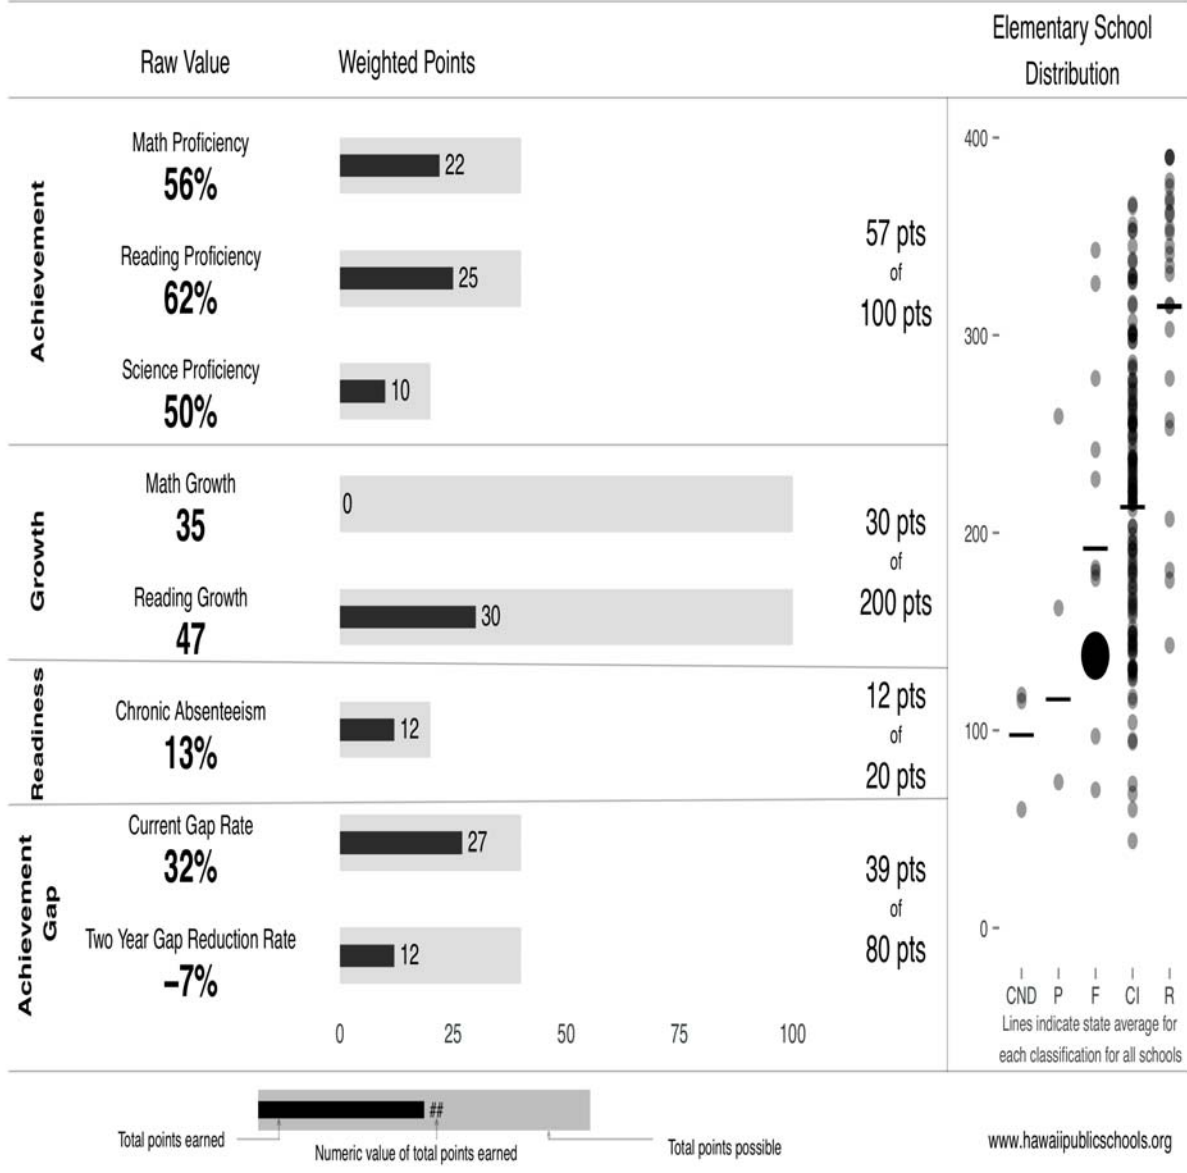 Raw Value
Weighted Points
Elementary School
Distribution
Achievement
Math Proficiency
56%
22
Reading Proficiency
62%
25
Science Proficiency
50%
10
57 pts
of
100 pts
Growth
Math Growth
35
0
Reading Growth
47
30
30 pts
of
200 pts
Readiness
Chronic Absenteeism
13%
12
12 pts
of
20 pts
Achievement
Gap
Current Gap Rate
32%
27
Two Year Gap Reduction Rate
–7%
12
39 pts
of
80 pts
0 25 50 75 100
400
300
200
100
0
CND P F CI R
Lines indicate state average for
each classification for all schools
##
Total points earned
Numeric value of total points earned
Total points possible
www.hawaiipublicschools.org